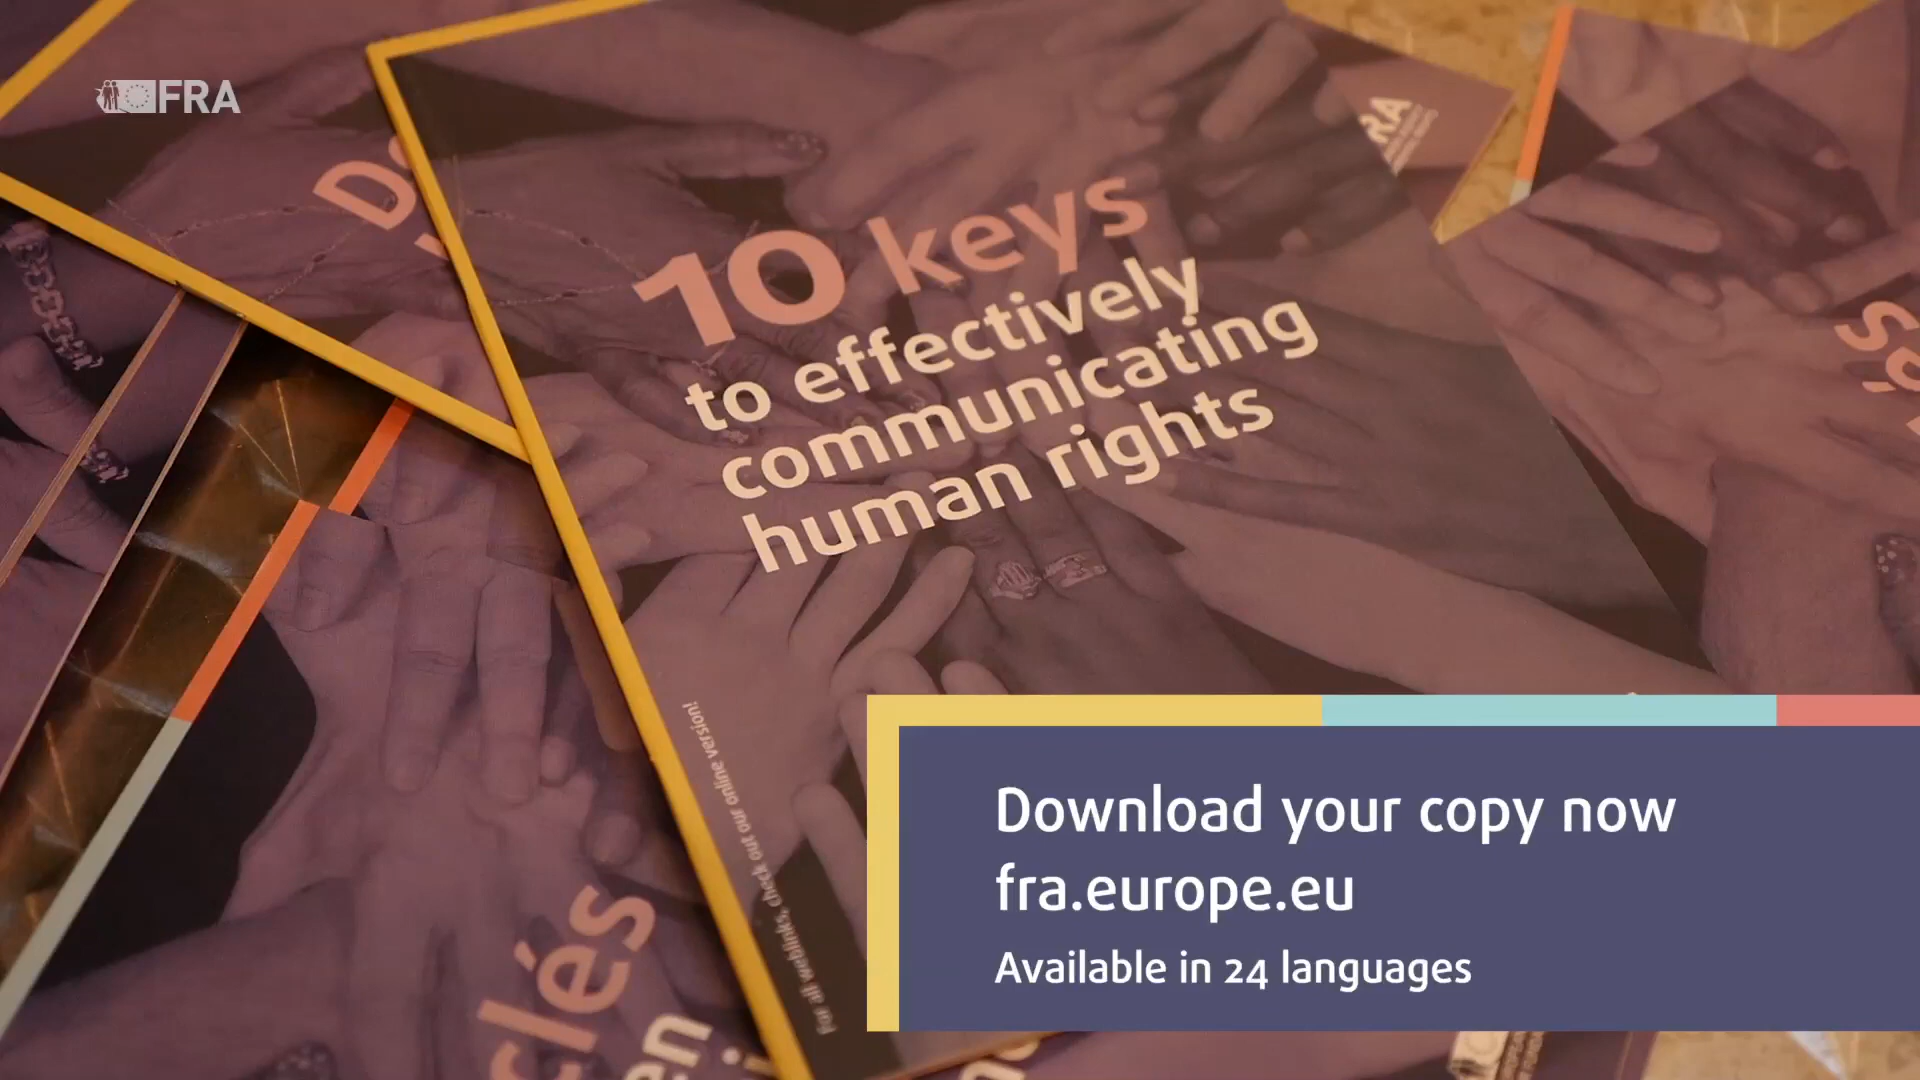 FRA
10 keys
to effectively
communicating
human rights
For all weblinks, check out our online version!
clés
Download your copy now
fra.europe.eu
Available in 24 languages